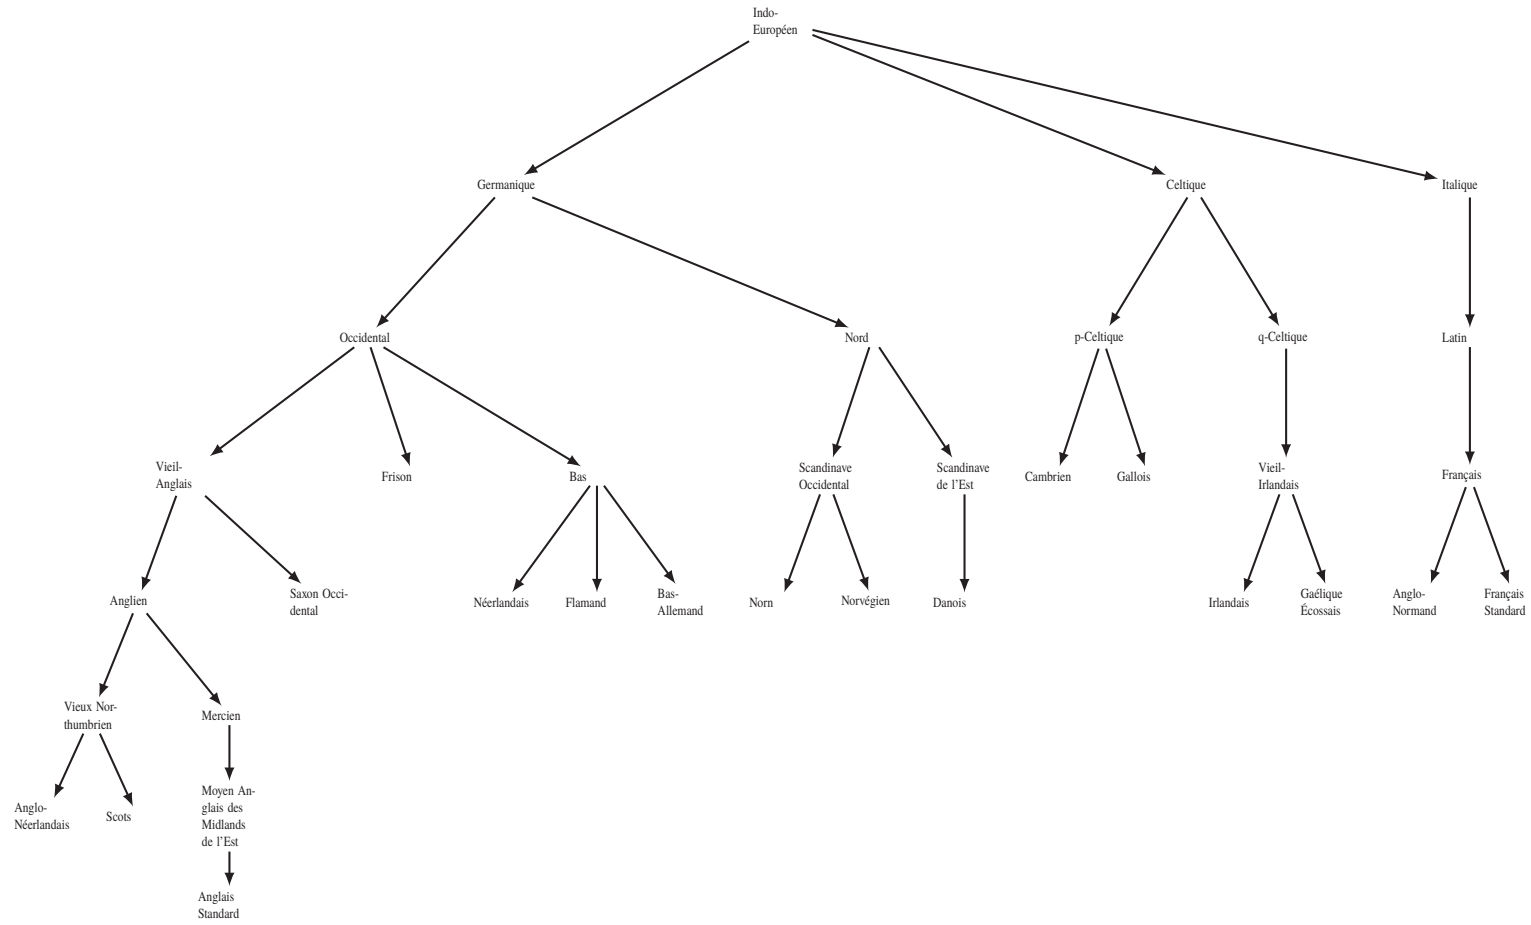 Indo-
Européen
Germanique
Celtique
Italique
Occidental
Nord
p-Celtique
q-Celtique
Latin
Vieil-
Anglais
Frison
Bas
Scandinave
Occidental
Scandinave
de l'Est
Cambrien
Gallois
Vieil-
Irlandais
Français
Anglien
Saxon Occi-
dental
Néerlandais
Flamand
Bas-
Allemand
Norn
Norvégien
Danois
Irlandais
Gaélique
Écossais
Anglo-
Normand
Français
Standard
Vieux Nor-
thumbrien
Mercien
Anglo-
Néerlandais
Scots
Moyen An-
glais des
Midlands
de l'Est
Anglais
Standard